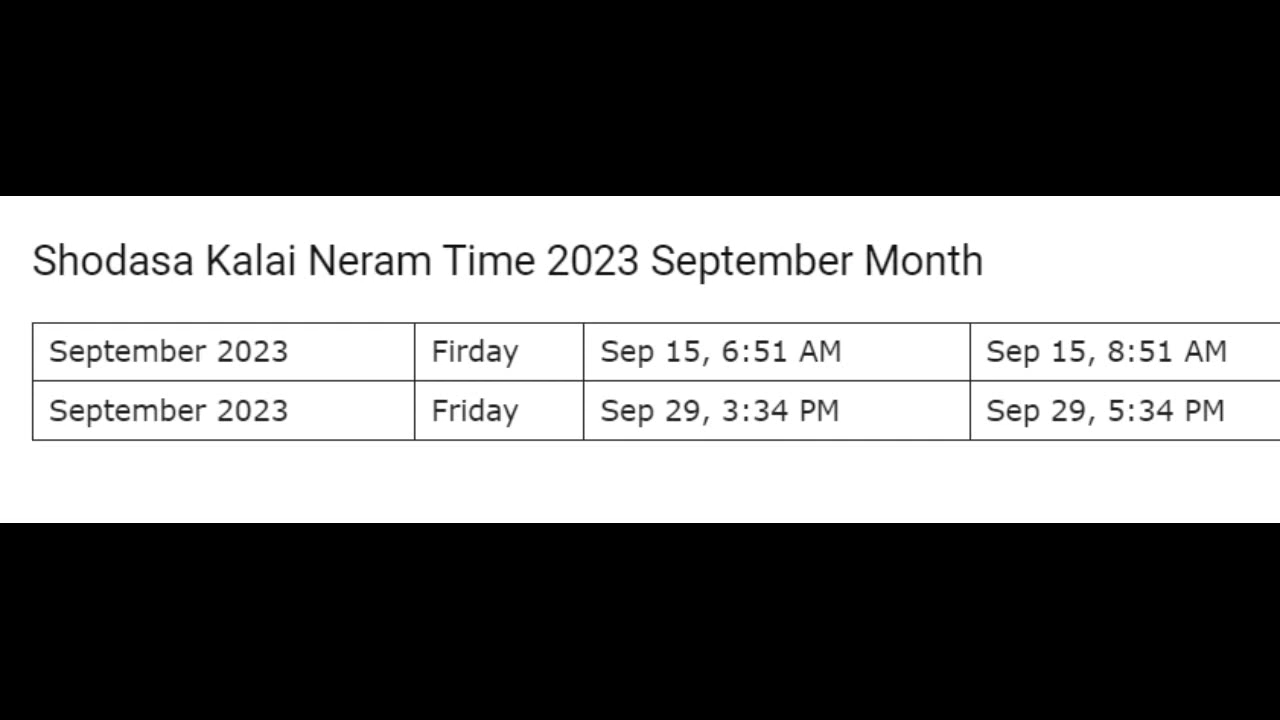 Shodasa Kalai Neram Time 2023 September Month
September 2023 Firday Sep 15, 6:51 AM Sep 15, 8:51 AM
September 2023 Friday Sep 29, 3:34 PM Sep 29, 5:34 PM